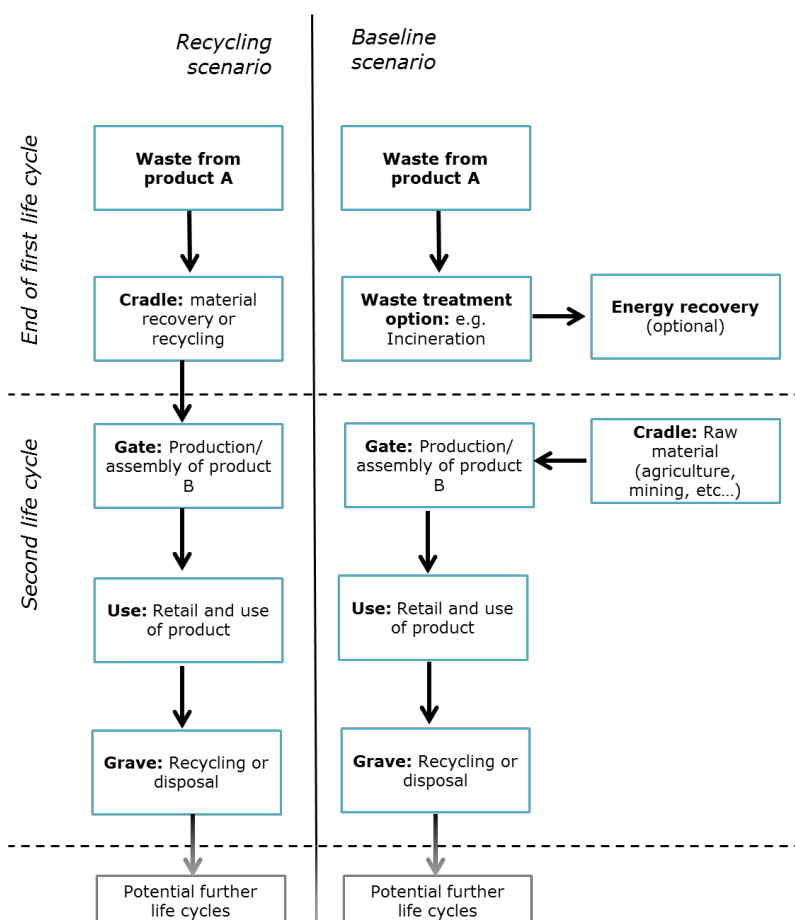 Recycling
scenario
Baseline
scenario
End of first life cycle
Waste from
product A
Waste from
product A
Cradle: material
recovery or
recycling
Waste treatment
option: e.g.
Incineration
Energy recovery
(optional)
Second life cycle
Gate: Production/
assembly of product
B
Gate: Production/
assembly of product
B
Cradle: Raw
material
(agriculture,
mining, etc...)
Use: Retail and use
of product
Use: Retail and use
of product
Grave: Recycling or
disposal
Grave: Recycling or
disposal
Potential further
life cycles
Potential further
life cycles